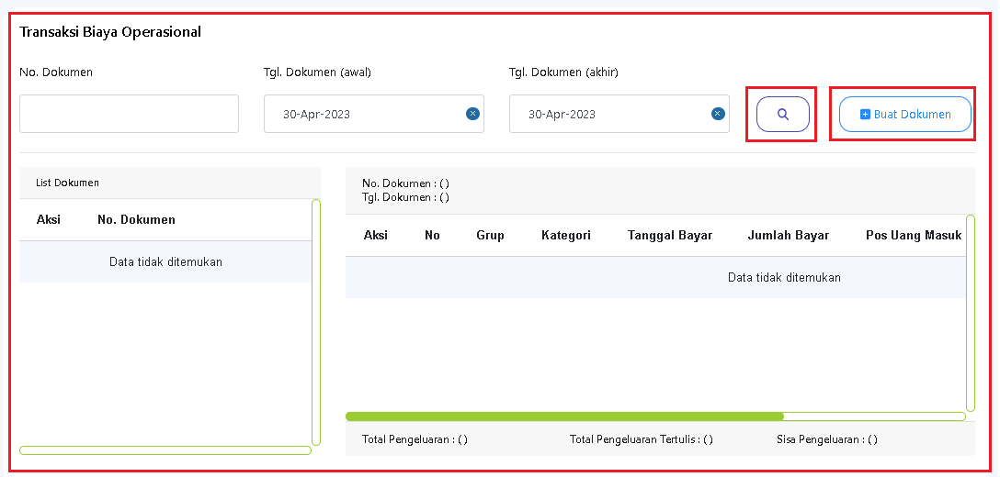 Transaksi Biaya Operasional
No. Dokumen
Tgl. Dokumen (awal)
Tgl. Dokumen (akhir)
30-Apr-2023
30-Apr-2023
Buat Dokumen
List Dokumen
Aksi No. Dokumen
Data tidak ditemukan
No. Dokumen : ( )
Tgl. Dokumen : ( )
Aksi No Grup Kategori Tanggal Bayar Jumlah Bayar Pos Uang Masuk
Data tidak ditemukan
Total Pengeluaran : ( )
Total Pengeluaran Tertulis : ( )
Sisa Pengeluaran : ( )